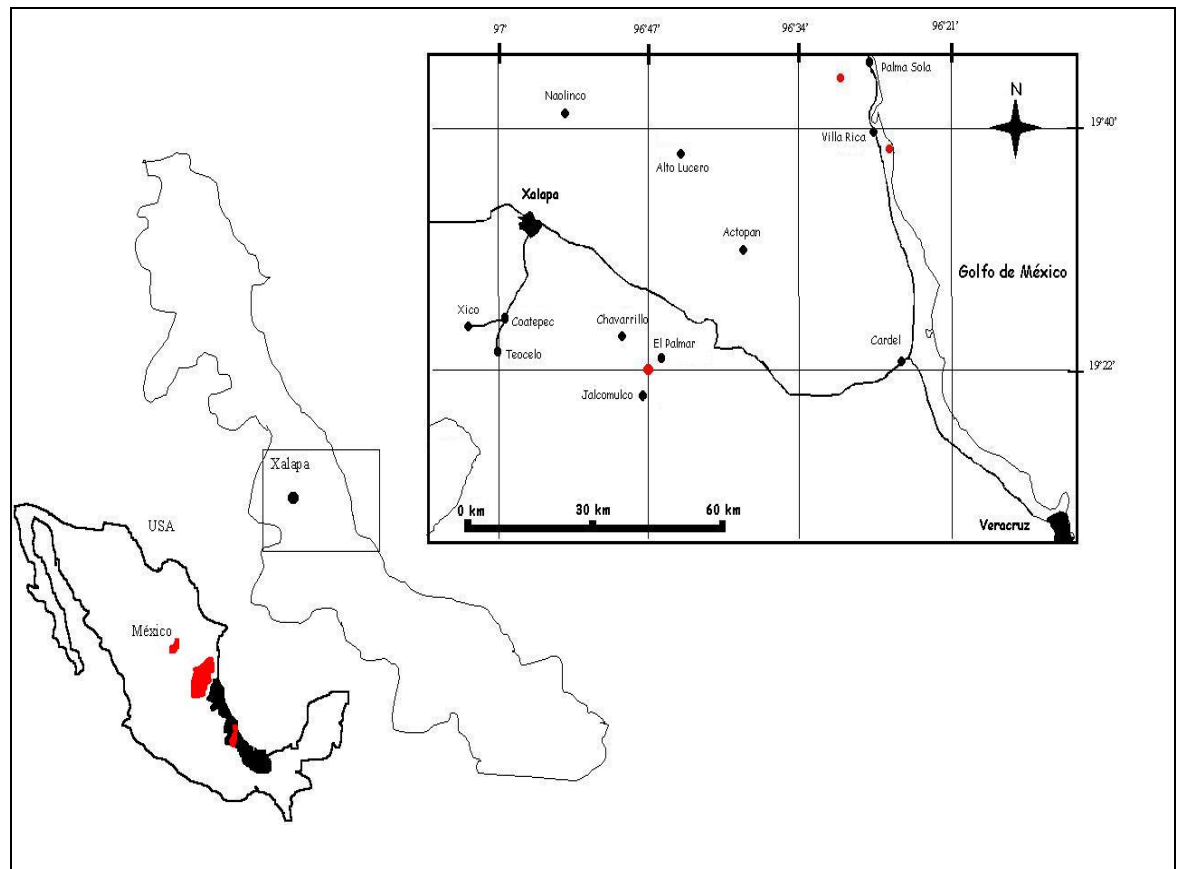 97°
96°47'
96°34'
96°21'
Palma Sola
Naolinco
N
19°40'
Villa Rica
Alto Lucero
Xalapa
Actopan
Golfo de México
Xico
Coatepec
Chavarrillo
Teocelo
El Palmar
Cardel
19°22'
Jalcomulco
Xalapa
0 km
30 km
60 km
Veracruz
USA
México